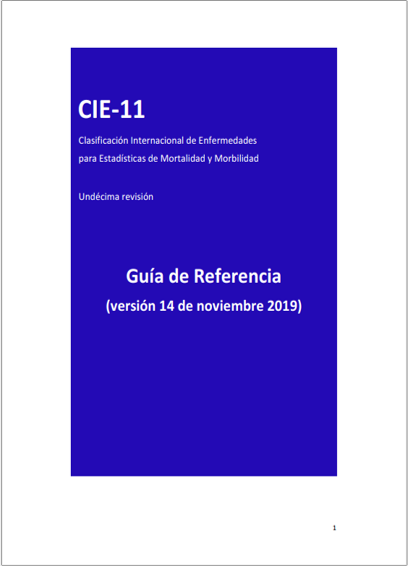 CIE-11
Clasificación Internacional de Enfermedades
para Estadísticas de Mortalidad y Morbilidad
Undécima revisión
Guía de Referencia
(versión 14 de noviembre 2019)
1